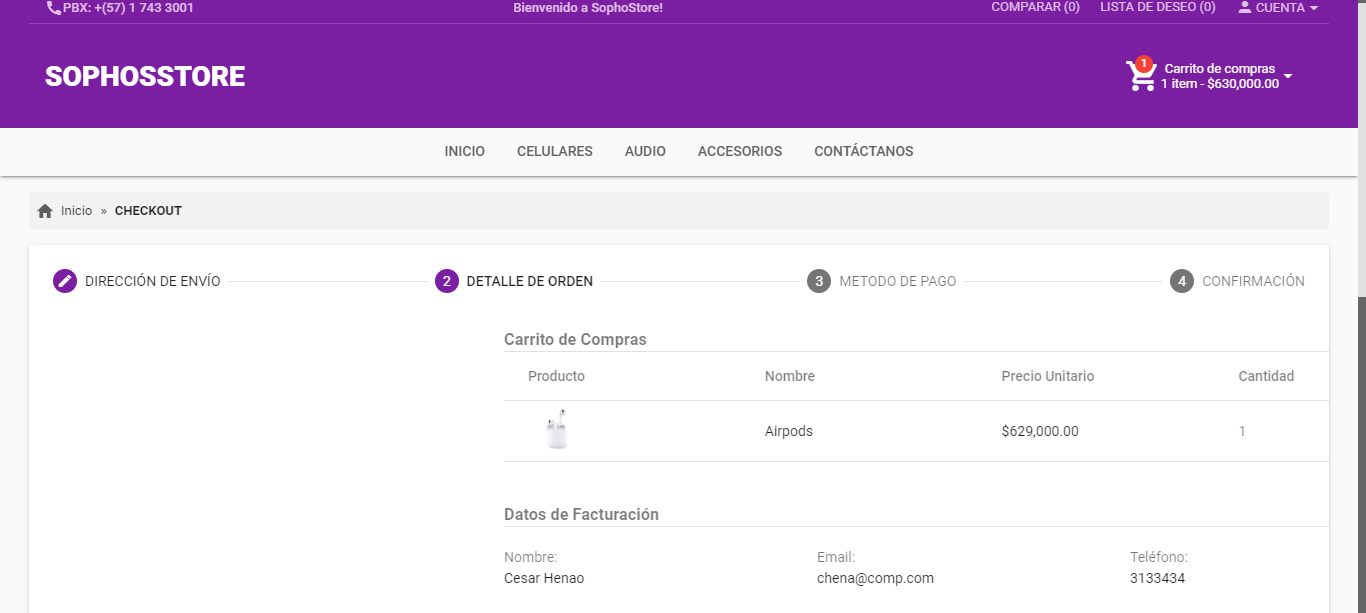 PBX: +(57) 1 743 3001
Bienvenido a SophoStore!
COMPARAR (0)
LISTA DE DESEO (0)
CUENTA
SOPHOSSTORE
1
Carrito de compras
1 item - $630,000.00
INICIO
CELULARES
AUDIO
ACCESORIOS
CONTÁCTANOS
Inicio » CHECKOUT
DIRECCIÓN DE ENVÍO
2 DETALLE DE ORDEN
3 METODO DE PAGO
4 CONFIRMACIÓN
Carrito de Compras
Producto
Nombre
Precio Unitario
Cantidad
Airpods
$629,000.00
1
Datos de Facturación
Nombre:
Email:
Teléfono:
Cesar Henao
chena@comp.com
3133434